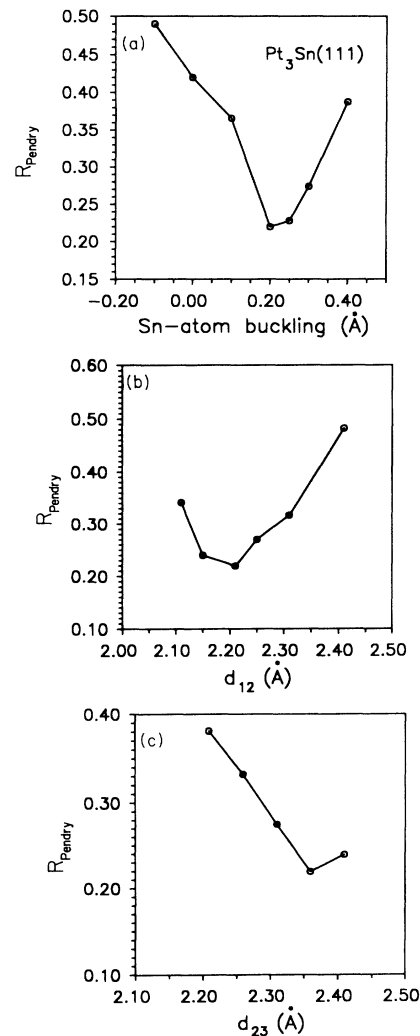 0.50
(a)
Pt3Sn(111)
0.45
0.40
0.35
0.30
0.25
0.20
0.15
RPendry
−0.20 0.00 0.20 0.40
Sn−atom buckling (Å)
0.60
(b)
0.50
0.40
0.30
0.20
0.10
RPendry
2.00 2.10 2.20 2.30 2.40 2.50
d12 (Å)
0.40
(c)
0.30
0.20
0.10
RPendry
2.10 2.20 2.30 2.40 2.50
d23 (Å)